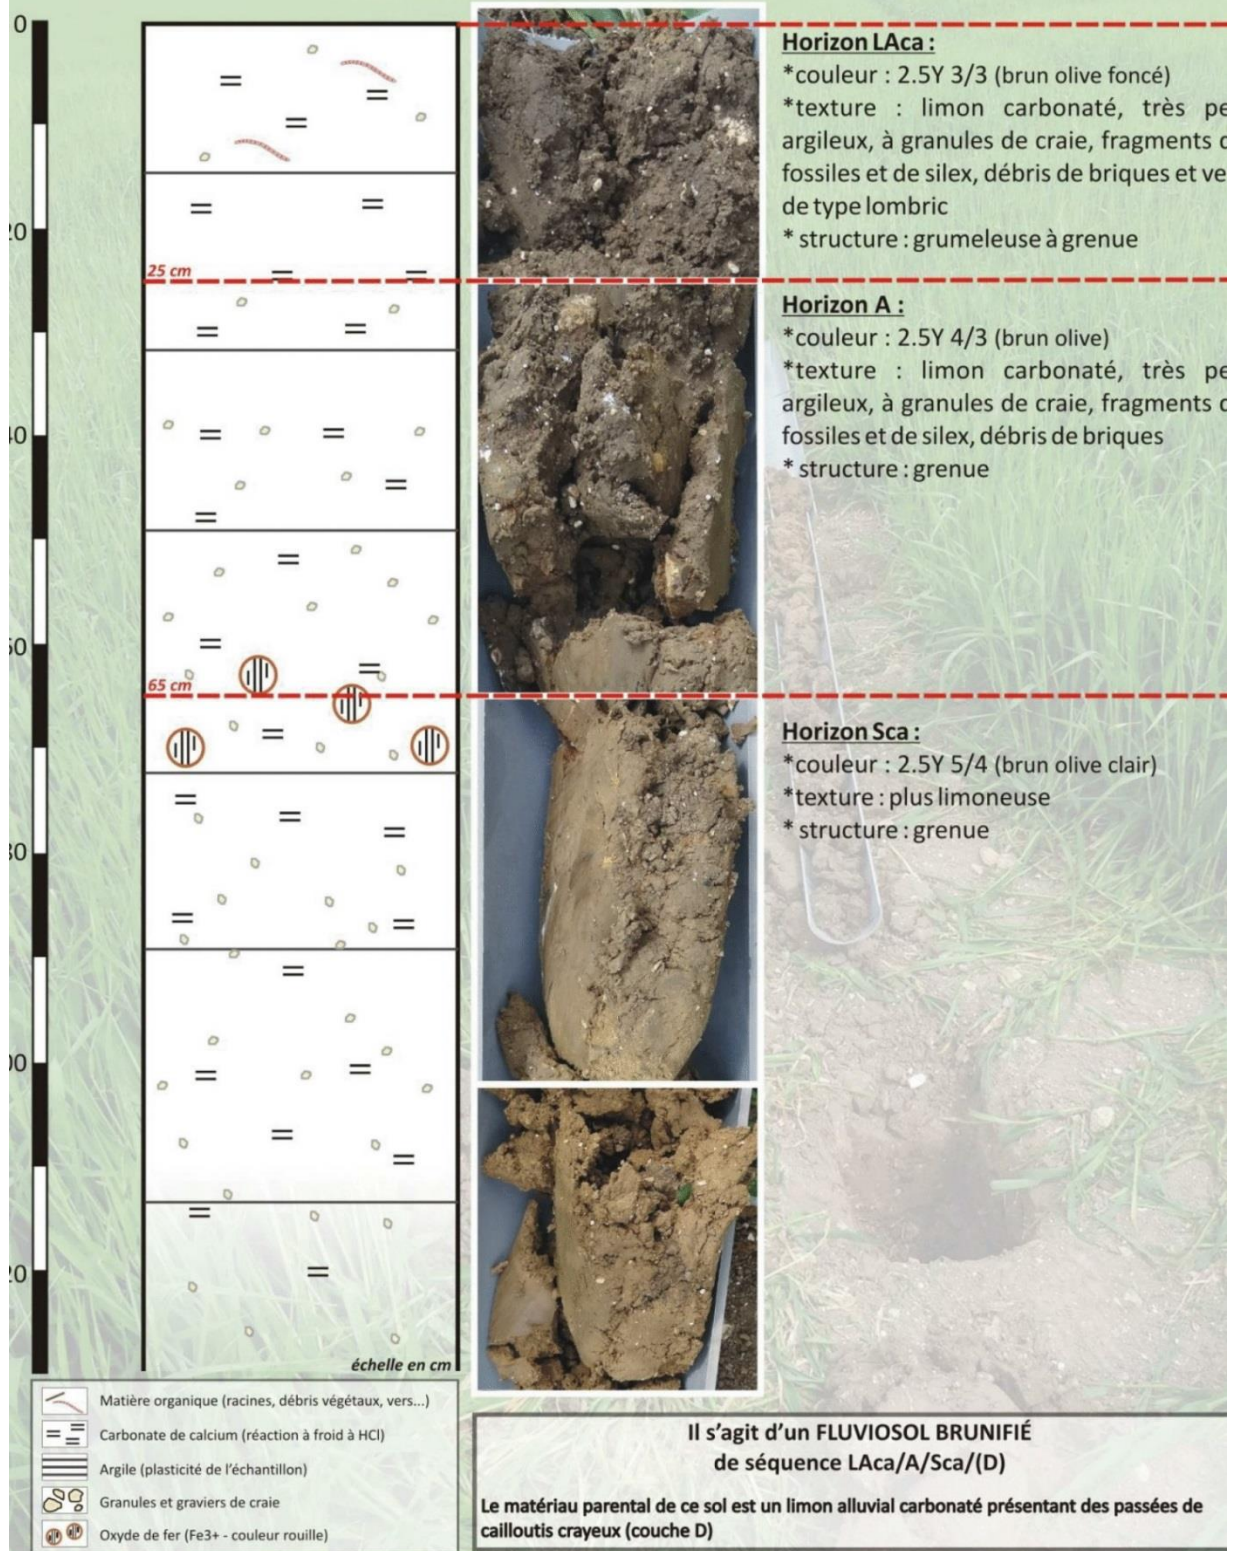 0
Horizon LAca :
*couleur : 2.5Y 3/3 (brun olive foncé)
*texture : limon carbonaté, très pe
argileux, à granules de craie, fragments
fossiles et de silex, débris de briques et ve
de type lombric
* structure : grumeleuse à grenue
20
25 cm
Horizon A :
*couleur : 2.5Y 4/3 (brun olive)
*texture : limon carbonaté, très pe
argileux, à granules de craie, fragments
fossiles et de silex, débris de briques
* structure : grenue
40
60
65 cm
Horizon Sca :
*couleur : 2.5Y 5/4 (brun olive clair)
*texture : plus limoneuse
* structure : grenue
80
00
20
échelle en cm
Matière organique (racines, débris végétaux, vers...)
Carbonate de calcium (réaction à froid à HCl)
Argile (plasticité de l'échantillon)
Granules et graviers de craie
Oxyde de fer (Fe3+ - couleur rouille)
Il s'agit d'un FLUVIOSOL BRUNIFIÉ
de séquence LAca/A/Sca/(D)
Le matériau parental de ce sol est un limon alluvial carbonaté présentant des passées de
cailloutis crayeux (couche D)